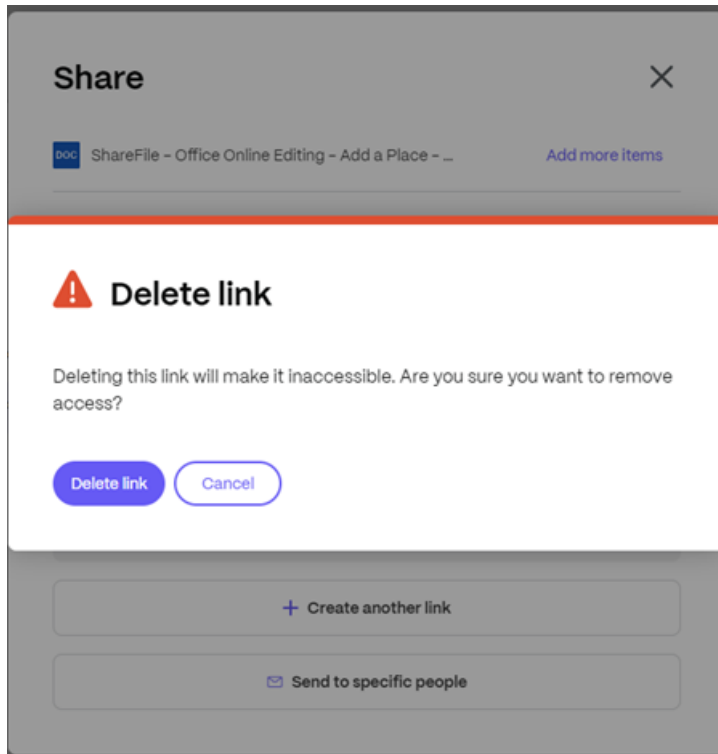 Share
DOC ShareFile – Office Online Editing – Add a Place – ... Add more items
Delete link
Deleting this link will make it inaccessible. Are you sure you want to remove
access?
Delete link Cancel
Create another link
Send to specific people